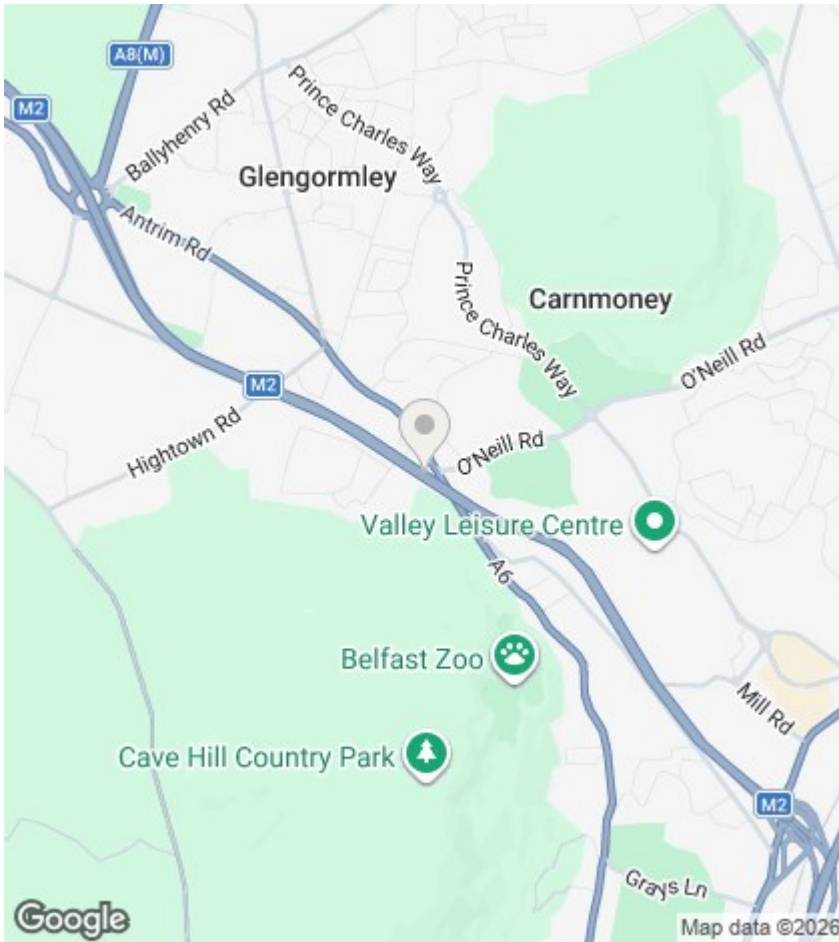 A8(M)
M2
Ballyhenry Rd
Prince Charles Way
Glengormley
Antrim Rd
Prince Charles Way
Carnmoney
O'Neill Rd
M2
Hightown Rd
O'Neill Rd
Valley Leisure Centre
A6
Belfast Zoo
Mill Rd
Cave Hill Country Park
M2
Grays Ln
Google
Map data ©2026